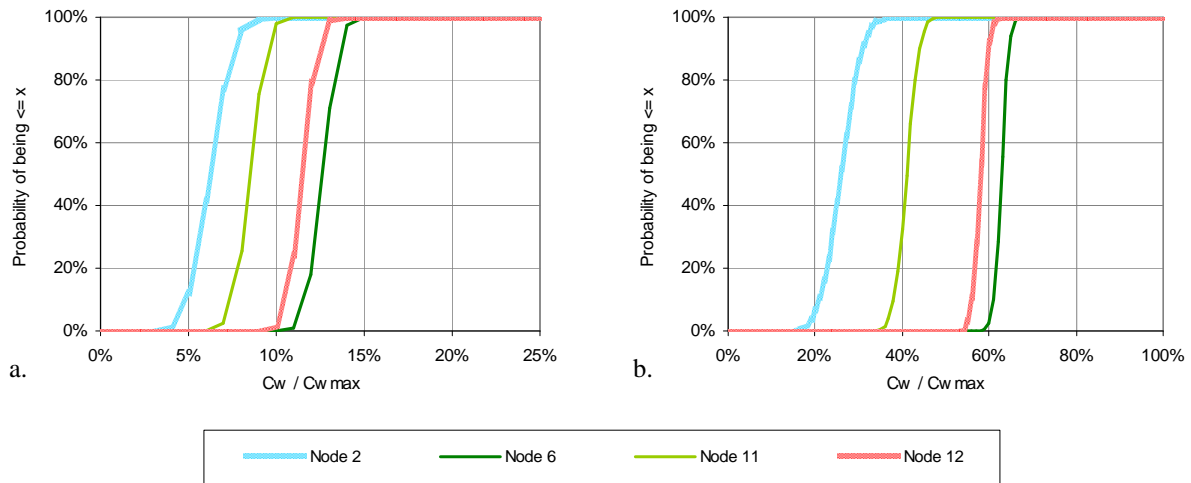 100%
80%
60%
40%
20%
0%
Probability of being <= x
0% 5% 10% 15% 20% 25%
Cw / Cw max
a.
100%
80%
60%
40%
20%
0%
Probability of being <= x
0% 20% 40% 60% 80% 100%
Cw / Cw max
b.
Node 2 Node 6 Node 11 Node 12